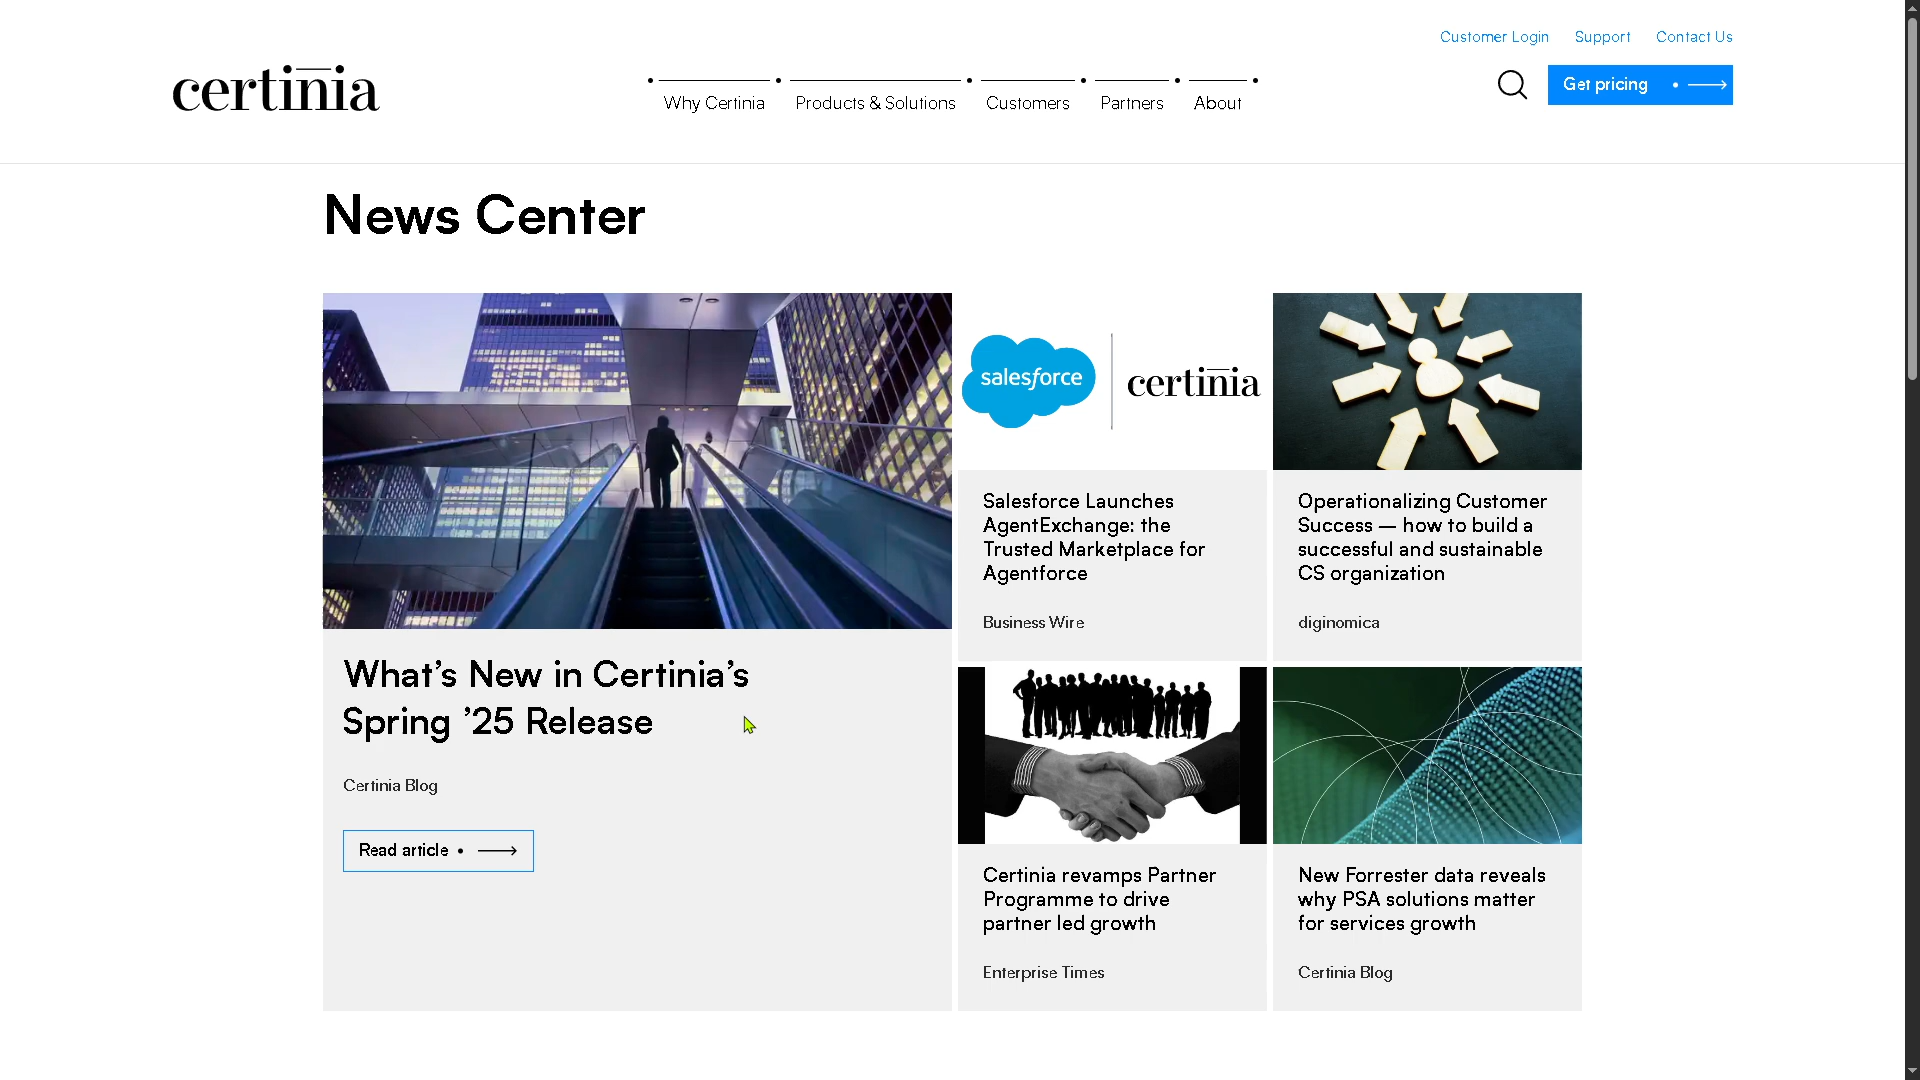 Customer Login
Support
Contact Us
certinia
Why Certinia
Products & Solutions
Customers
Partners
About
Get pricing
News Center
What’s New in Certinia’s
Spring ’25 Release
Certinia Blog
Read article
salesforce
certinia
Salesforce Launches
AgentExchange: the
Trusted Marketplace for
Agentforce
Business Wire
Operationalizing Customer
Success — how to build a
successful and sustainable
CS organization
diginomica
Certinia revamps Partner
Programme to drive
partner led growth
Enterprise Times
New Forrester data reveals
why PSA solutions matter
for services growth
Certinia Blog